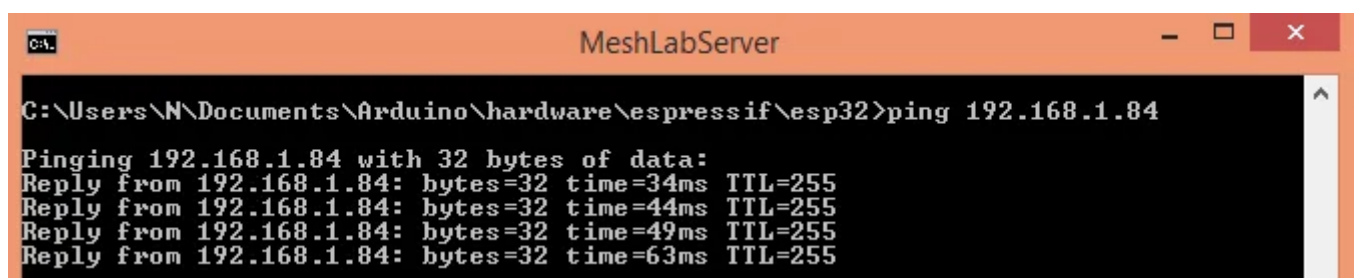 C:\.
MeshLabServer
C:\Users\N\Documents\Arduino\hardware\espressif\esp32>ping 192.168.1.84
Pinging 192.168.1.84 with 32 bytes of data:
Reply from 192.168.1.84: bytes=32 time=34ms TTL=255
Reply from 192.168.1.84: bytes=32 time=44ms TTL=255
Reply from 192.168.1.84: bytes=32 time=49ms TTL=255
Reply from 192.168.1.84: bytes=32 time=63ms TTL=255